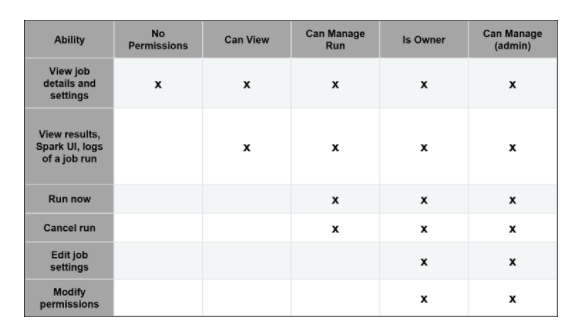 Ability No Permissions Can View Can Manage Run Is Owner Can Manage (admin)
View job details and settings x x x x x
View results, Spark UI, logs of a job run x x x x
Run now x x x
Cancel run x x x
Edit job settings x x
Modify permissions x x